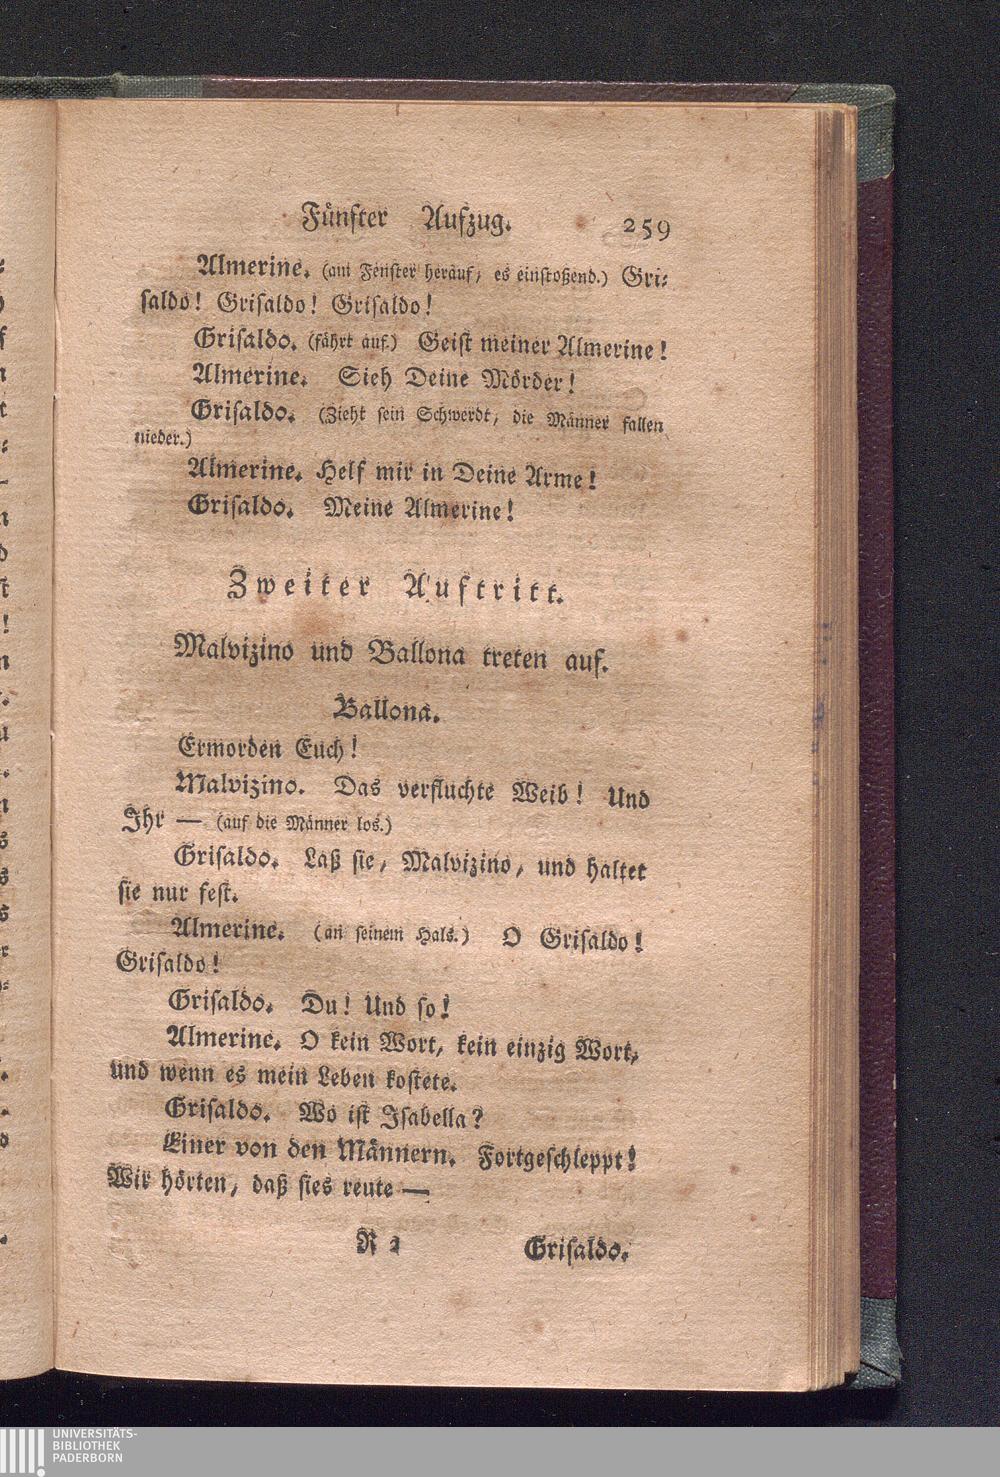 Fünfter Aufzug. 259
Almerine. (am Fenster herauf, es einstoßend.) Gri-
saldo! Grisaldo! Grisaldo!
Grisaldo. (fährt auf.) Geist meiner Almerine!
Almerine. Sieh Deine Mörder!
Grisaldo. (Zieht sein Schwerdt, die Männer fallen
nieder.)
Almerine. Helf mir in Deine Arme!
Grisaldo. Meine Almerine!
Zweiter Auftritt.
Malvizino und Ballona treten auf.
Ballona.
Ermorden Euch!
Malvizino. Das verfluchte Weib! Und
Ihr — (auf die Männer los.)
Grisaldo. Laß sie, Malvizino, und haltet
sie nur fest.
Almerine. (an seinem Hals.) O Grisaldo!
Grisaldo!
Grisaldo. Du! Und so!
Almerine. O kein Wort, kein einzig Wort,
und wenn es mein Leben kostete.
Grisaldo. Wo ist Isabella?
Einer von den Männern. Fortgeschleppt!
Wir hörten, daß sies reute —
R 2 Grisaldo.
UNIVERSITÄTS-
BIBLIOTHEK
PADERBORN